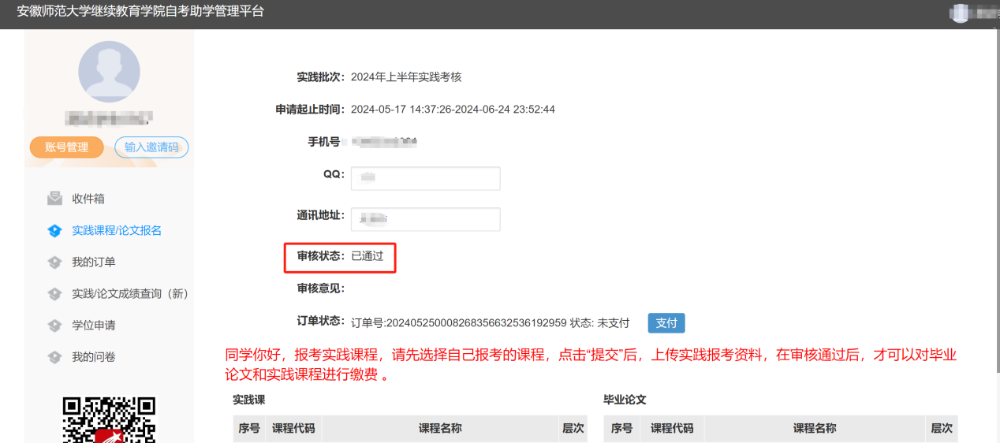 安徽师范大学继续教育学院自考助学管理平台
账号管理
输入邀请码
收件箱
实践课程/论文报名
我的订单
实践/论文成绩查询（新）
学位申请
我的问卷
实践批次：2024年上半年实践考核
申请起止时间：2024-05-17 14:37:26-2024-06-24 23:52:44
手机号
QQ：
通讯地址：
审核状态：已通过
审核意见：
订单状态：订单号:202405250008268356632536192959 状态: 未支付 支付
同学你好，报考实践课程，请先选择自己报考的课程，点击“提交”后，上传实践报考资料，在审核通过后，才可以对毕业
论文和实践课程进行缴费 。
实践课
序号 课程代码 课程名称 层次
毕业论文
序号 课程代码 课程名称 层次